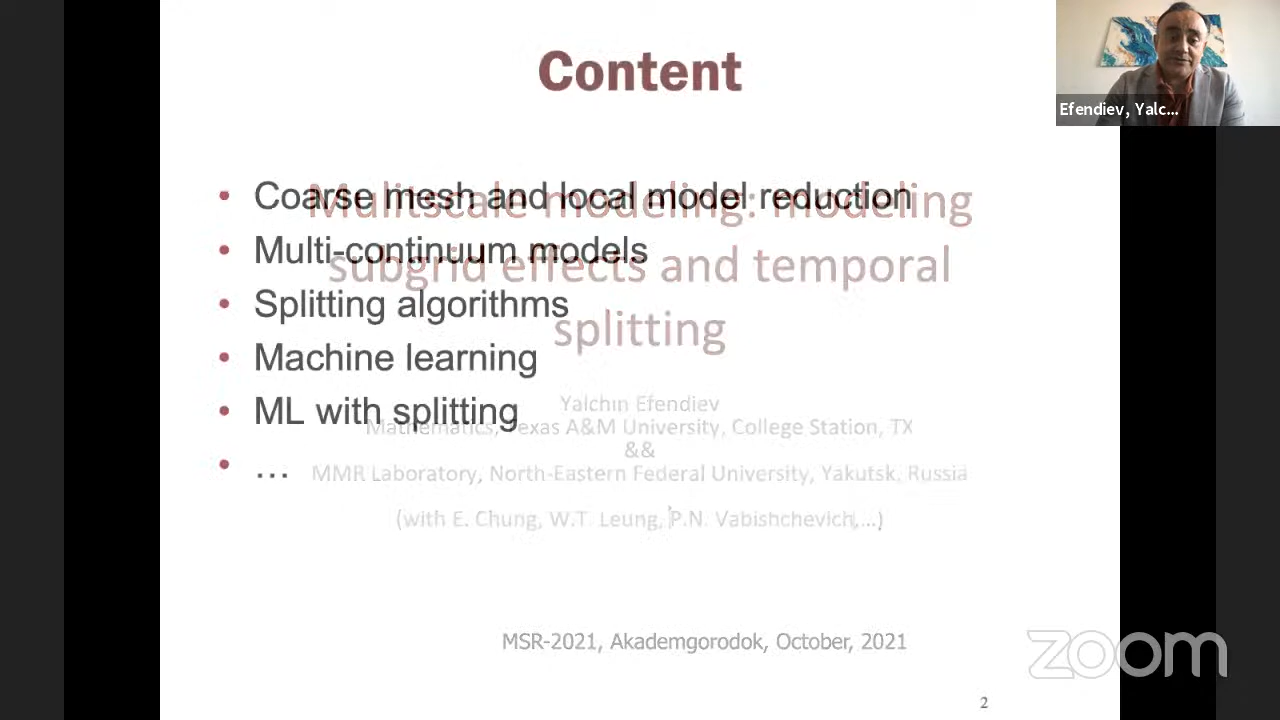 Content
• Coarse mesh and local model reduction
• Multi-continuum models
• Splitting algorithms
• Machine learning
• ML with splitting
• ...
Mulitscale modeling: modeling
subgrid effects and temporal
splitting
Yalchin Efendiev
Mathematics, Texas A&M University, College Station, TX
&&
MMR Laboratory, North-Eastern Federal University, Yakutsk, Russia
(with E. Chung, W.T. Leung, P.N. Vabishchevich,...)
MSR-2021, Akademgorodok, October, 2021
2
Efendiev, Yalc...
zoom